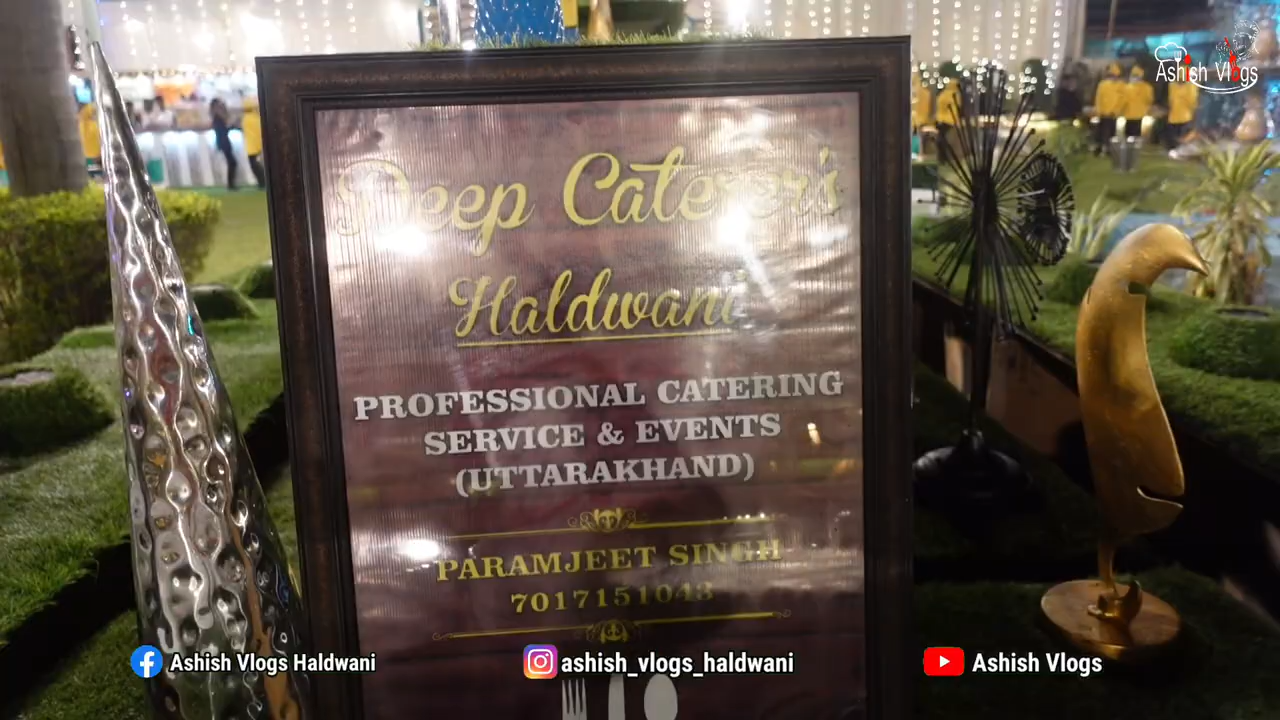 Ashish Vlogs
Deep Caterer's
Haldwani
PROFESSIONAL CATERING
SERVICE & EVENTS
(UTTARAKHAND)
PARAMJEET SINGH
7017151043
Ashish Vlogs Haldwani
ashish_vlogs_haldwani
Ashish Vlogs